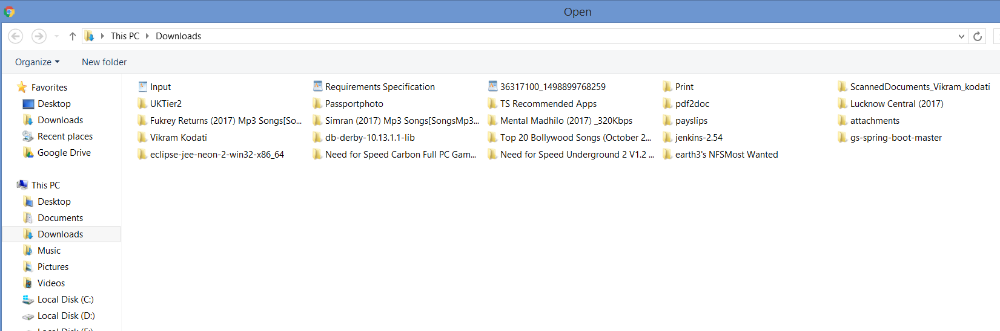 Open
This PC Downloads
Organize New folder
Favorites
Desktop
Downloads
Recent places
Google Drive
This PC
Desktop
Documents
Downloads
Music
Pictures
Videos
Local Disk (C:)
Local Disk (D:)
Input Requirements Specification 36317100_1498899768259 Print ScannedDocuments_Vikram_kodati
UKTier2 Passportphoto TS Recommended Apps pdf2doc Lucknow Central (2017)
Fukrey Returns (2017) Mp3 Songs[So... Simran (2017) Mp3 Songs[SongsMp3... Mental Madhilo (2017) _320Kbps payslips attachments
Vikram Kodati db-derby-10.13.1.1-lib Top 20 Bollywood Songs (October 2... jenkins-2.54 gs-spring-boot-master
eclipse-jee-neon-2-win32-x86_64 Need for Speed Carbon Full PC Gam... Need for Speed Underground 2 V1.2 ... earth3's NFSMost Wanted